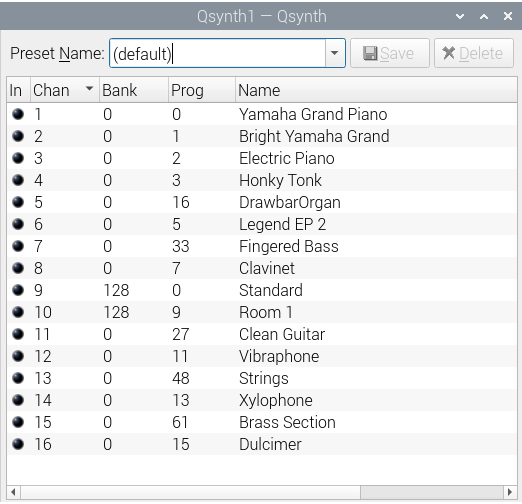 Qsynth1 — Qsynth
Preset Name: (default) Save Delete
In Chan Bank Prog Name
1 0 0 Yamaha Grand Piano
2 0 1 Bright Yamaha Grand
3 0 2 Electric Piano
4 0 3 Honky Tonk
5 0 16 DrawbarOrgan
6 0 5 Legend EP 2
7 0 33 Fingered Bass
8 0 7 Clavinet
9 128 0 Standard
10 128 9 Room 1
11 0 27 Clean Guitar
12 0 11 Vibraphone
13 0 48 Strings
14 0 13 Xylophone
15 0 61 Brass Section
16 0 15 Dulcimer